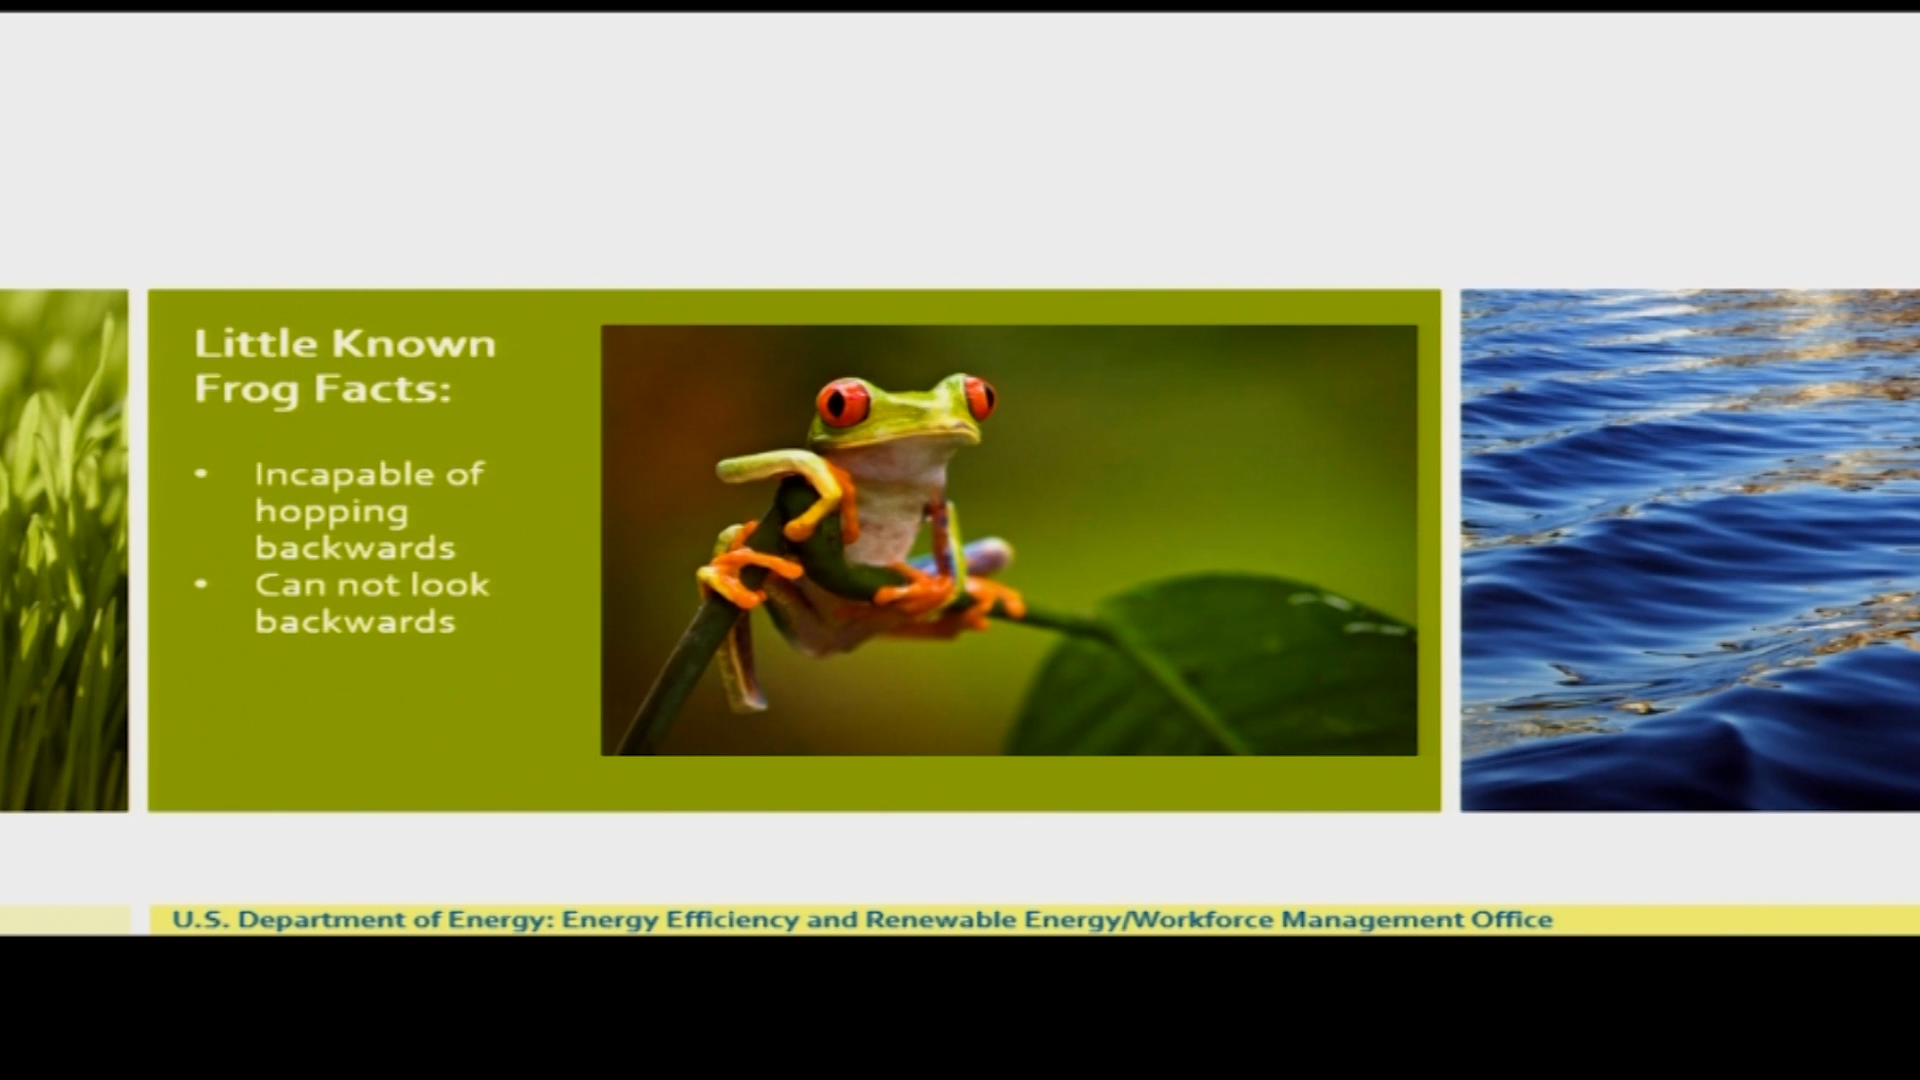 Little Known
Frog Facts:
• Incapable of
hopping
backwards
• Can not look
backwards
U.S. Department of Energy: Energy Efficiency and Renewable Energy/Workforce Management Office